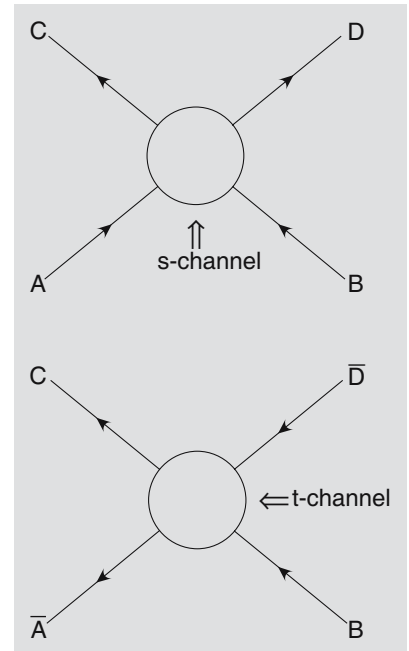 C D
⇑
s-channel
A B
C D̅
⇐t-channel
A̅ B